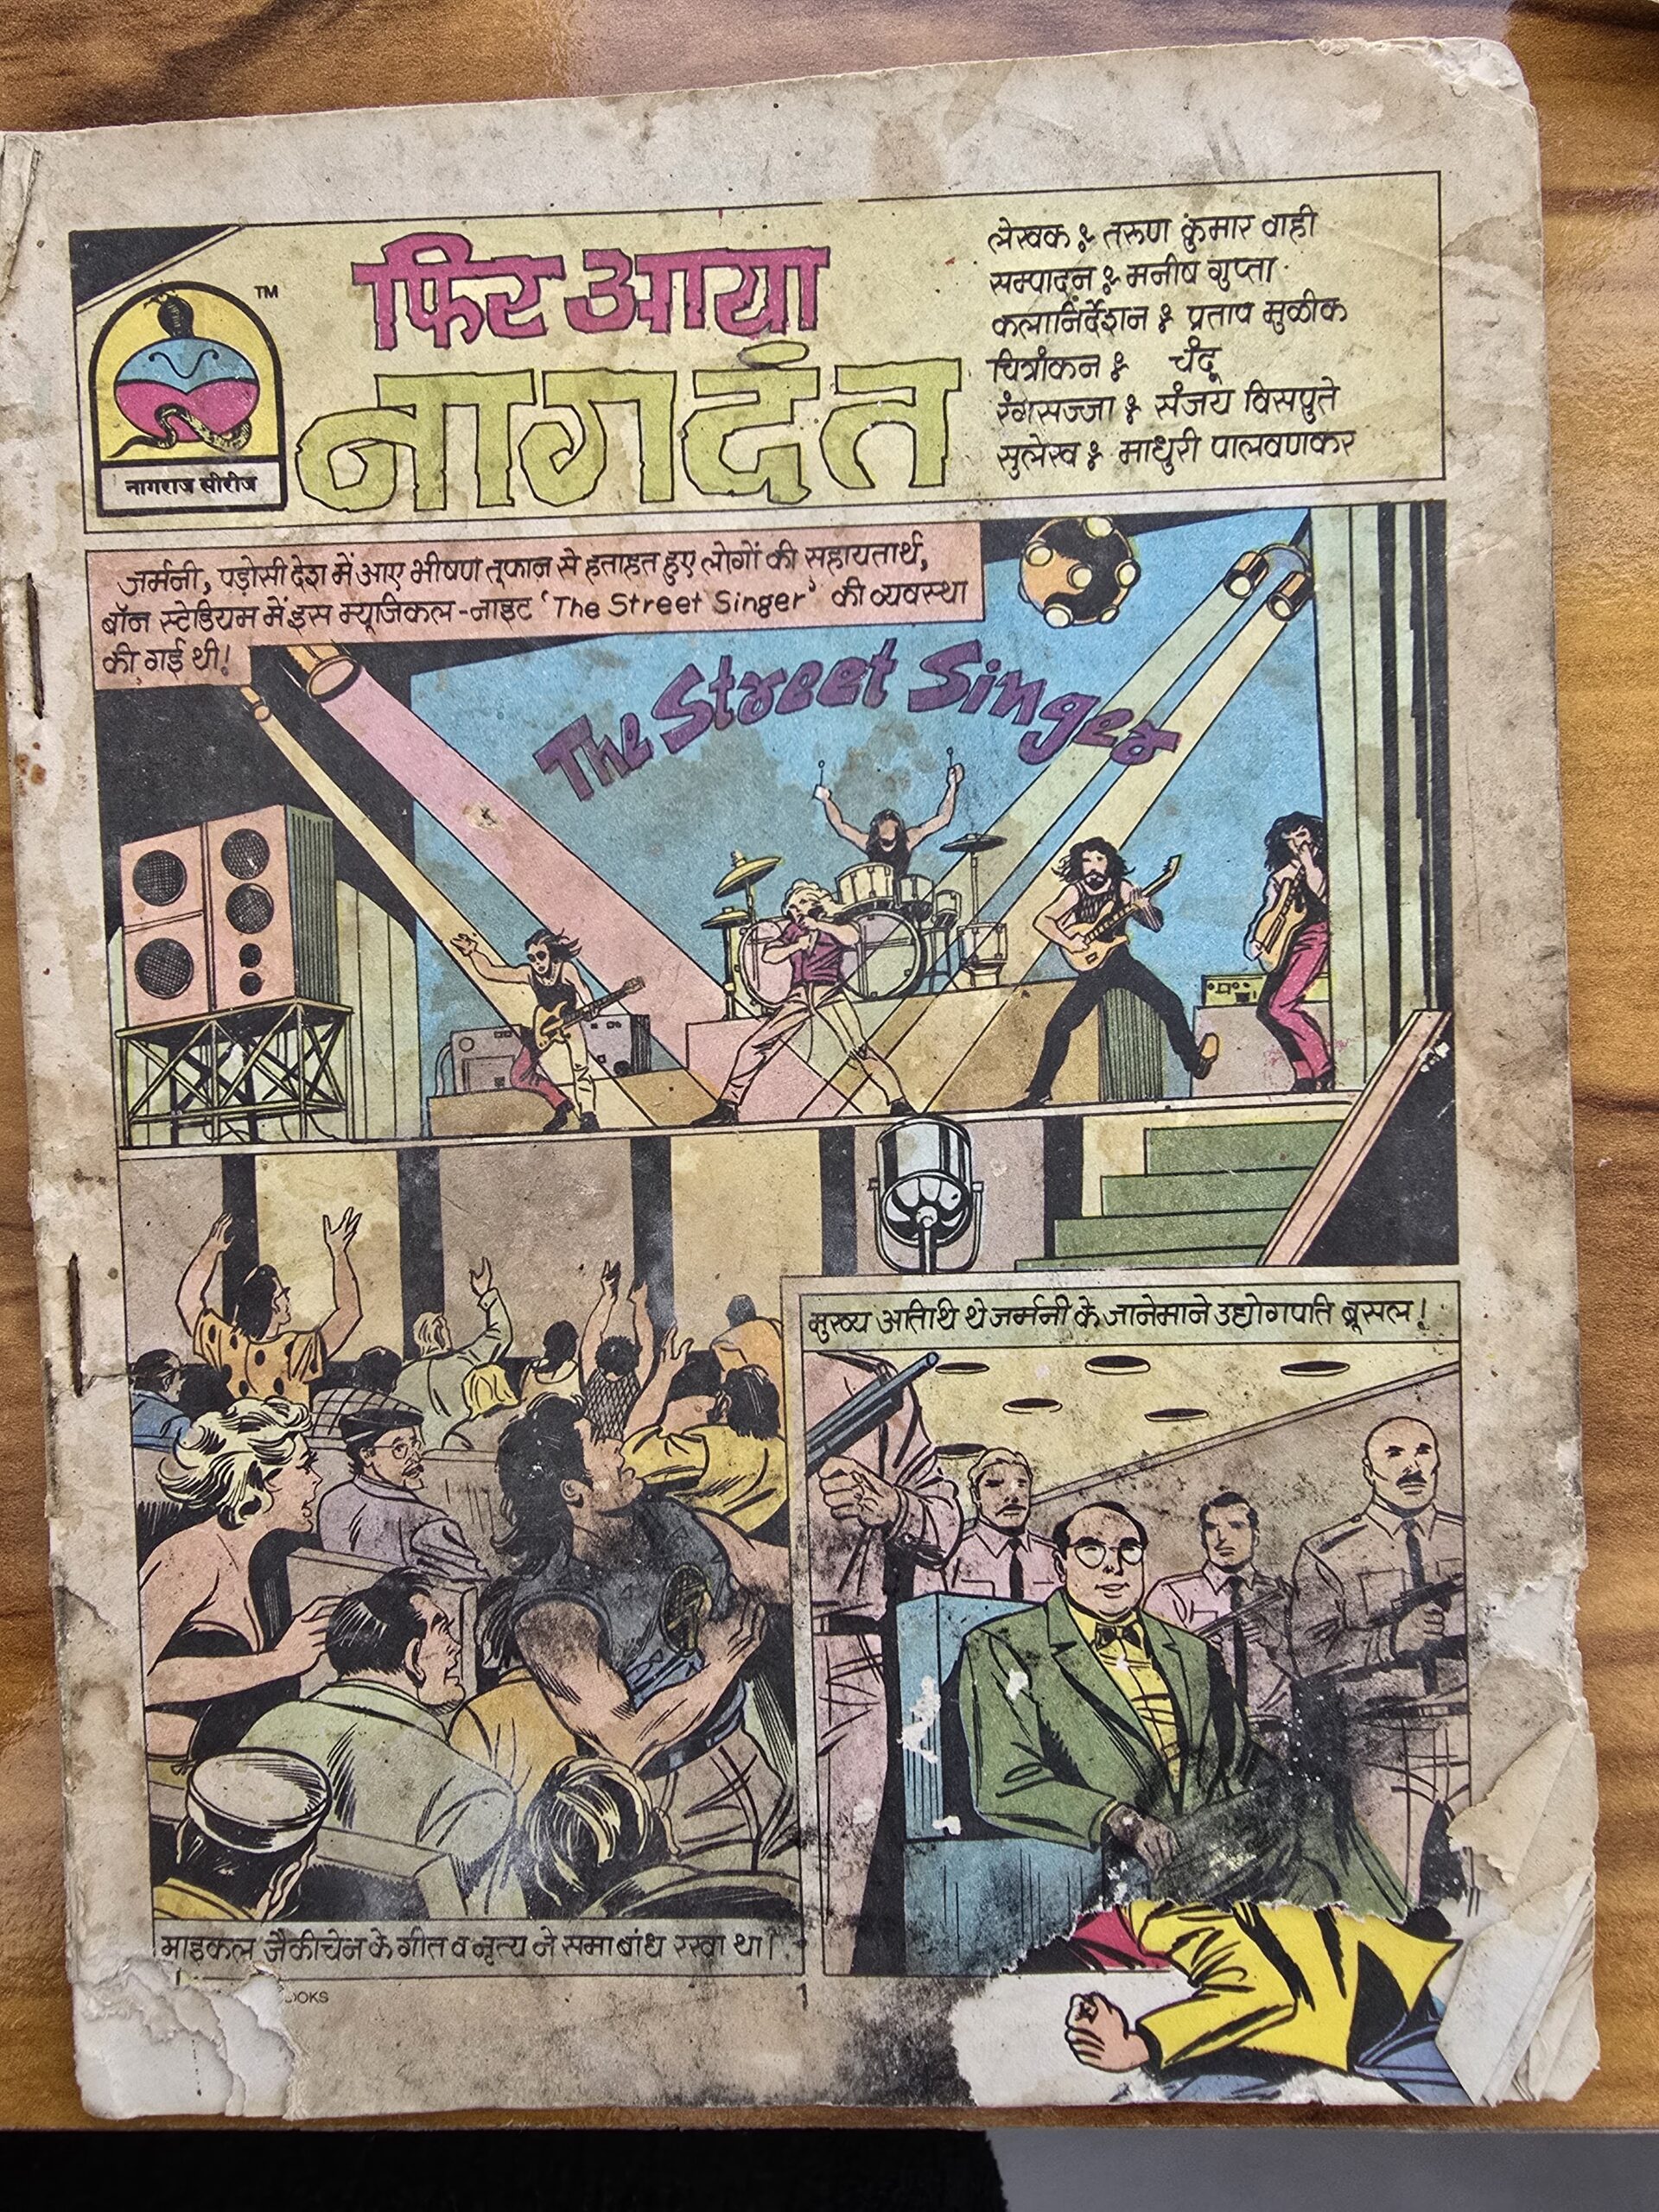 फिर आया
नागदंत
TM
नागराज सीरीज
लेखक : तरूण कुमार वाही
सम्पादन : मनीष गुप्ता
कलानिर्देशन : प्रताप मुळीक
चित्रांकन : चंदू
रंगसज्जा : संजय विसपुते
सुलेख : माधुरी पालवणकर
जर्मनी, पड़ोसी देश में आए भीषण तूफान से हताहत हुए लोगों की सहायतार्थ,
बॉन स्टेडियम में इस म्यूजिकल-नाइट 'The Street Singer' की व्यवस्था
की गई थी!
The Street Singer
मुख्य अतिथि थे जर्मनी के जानेमाने उद्योगपति ब्रूसल!
माइकल जैकीचेन के गीत व नृत्य ने समा बांध रखा था।
1